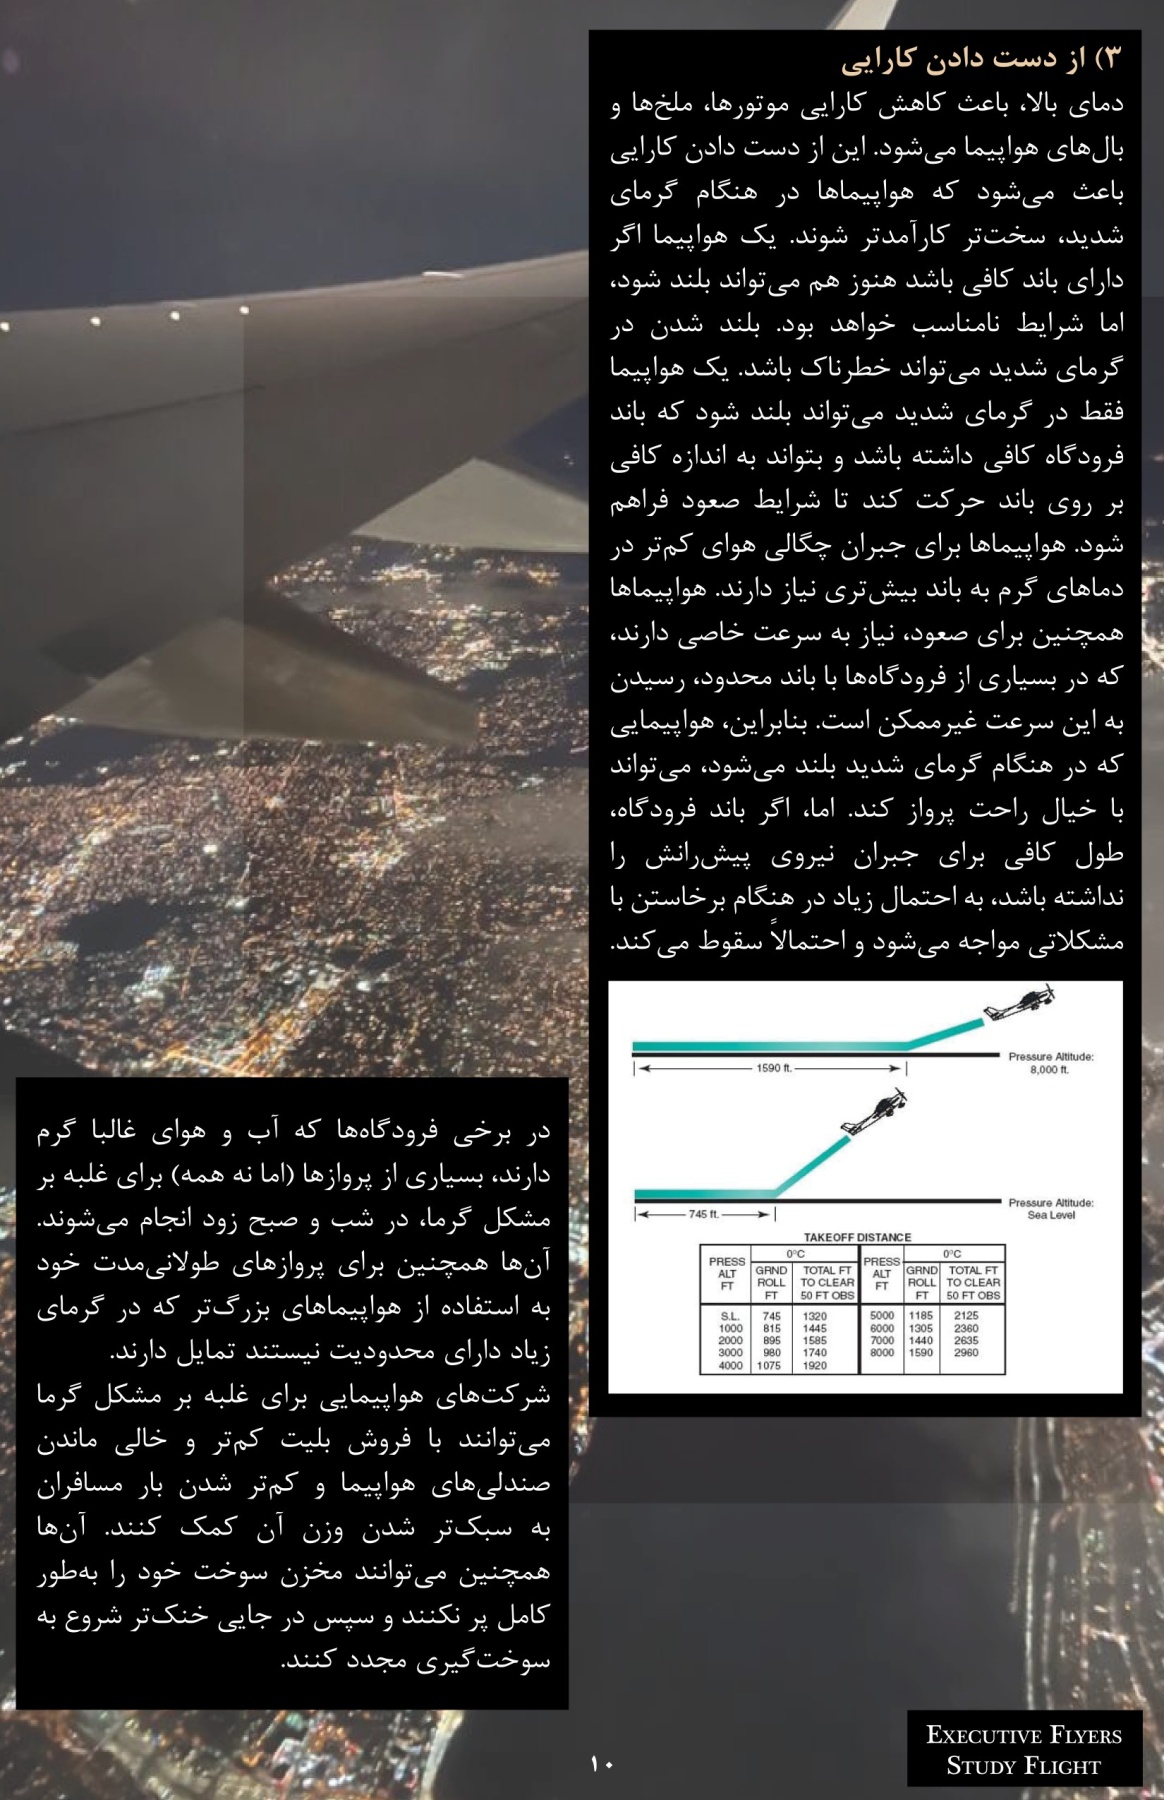 ۳) از دست دادن کارایی
دمای بالا، باعث کاهش کارایی موتورها، ملخ‌ها و
بال‌های هواپیما می‌شود. این از دست دادن کارایی
باعث می‌شود که هواپیماها در هنگام گرمای
شدید، سخت‌تر کارآمدتر شوند. یک هواپیما اگر
دارای باند کافی باشد هنوز هم می‌تواند بلند شود،
اما شرایط نامناسب خواهد بود. بلند شدن در
گرمای شدید می‌تواند خطرناک باشد. یک هواپیما
فقط در گرمای شدید می‌تواند بلند شود که باند
فرودگاه کافی داشته باشد و بتواند به اندازه کافی
بر روی باند حرکت کند تا شرایط صعود فراهم
شود. هواپیماها برای جبران چگالی هوای کم‌تر در
دماهای گرم به باند بیش‌تری نیاز دارند. هواپیماها
همچنین برای صعود، نیاز به سرعت خاصی دارند،
که در بسیاری از فرودگاه‌ها با باند محدود، رسیدن
به این سرعت غیرممکن است. بنابراین، هواپیمایی
که در هنگام گرمای شدید بلند می‌شود، می‌تواند
با خیال راحت پرواز کند. اما، اگر باند فرودگاه،
طول کافی برای جبران نیروی پیش‌رانش را
نداشته باشد، به احتمال زیاد در هنگام برخاستن با
مشکلاتی مواجه می‌شود و احتمالاً سقوط می‌کند.
Pressure Altitude:
8,000 ft.
1590 ft.
Pressure Altitude:
Sea Level
745 ft.
TAKEOFF DISTANCE
PRESS ALT FT 0°C PRESS ALT FT 0°C
GRND ROLL FT TOTAL FT TO CLEAR 50 FT OBS GRND ROLL FT TOTAL FT TO CLEAR 50 FT OBS
S.L. 745 1320 5000 1185 2125
1000 815 1445 6000 1305 2360
2000 895 1585 7000 1440 2635
3000 980 1740 8000 1590 2960
4000 1075 1920
در برخی فرودگاه‌ها که آب و هوای غالبا گرم
دارند، بسیاری از پروازها (اما نه همه) برای غلبه بر
مشکل گرما، در شب و صبح زود انجام می‌شوند.
آن‌ها همچنین برای پروازهای طولانی‌مدت خود
به استفاده از هواپیماهای بزرگ‌تر که در گرمای
زیاد دارای محدودیت نیستند تمایل دارند.
شرکت‌های هواپیمایی برای غلبه بر مشکل گرما
می‌توانند با فروش بلیت کم‌تر و خالی ماندن
صندلی‌های هواپیما و کم‌تر شدن بار مسافران
به سبک‌تر شدن وزن آن کمک کنند. آن‌ها
همچنین می‌توانند مخزن سوخت خود را به‌طور
کامل پر نکنند و سپس در جایی خنک‌تر شروع به
سوخت‌گیری مجدد کنند.
EXECUTIVE FLYERS
STUDY FLIGHT
۱۰